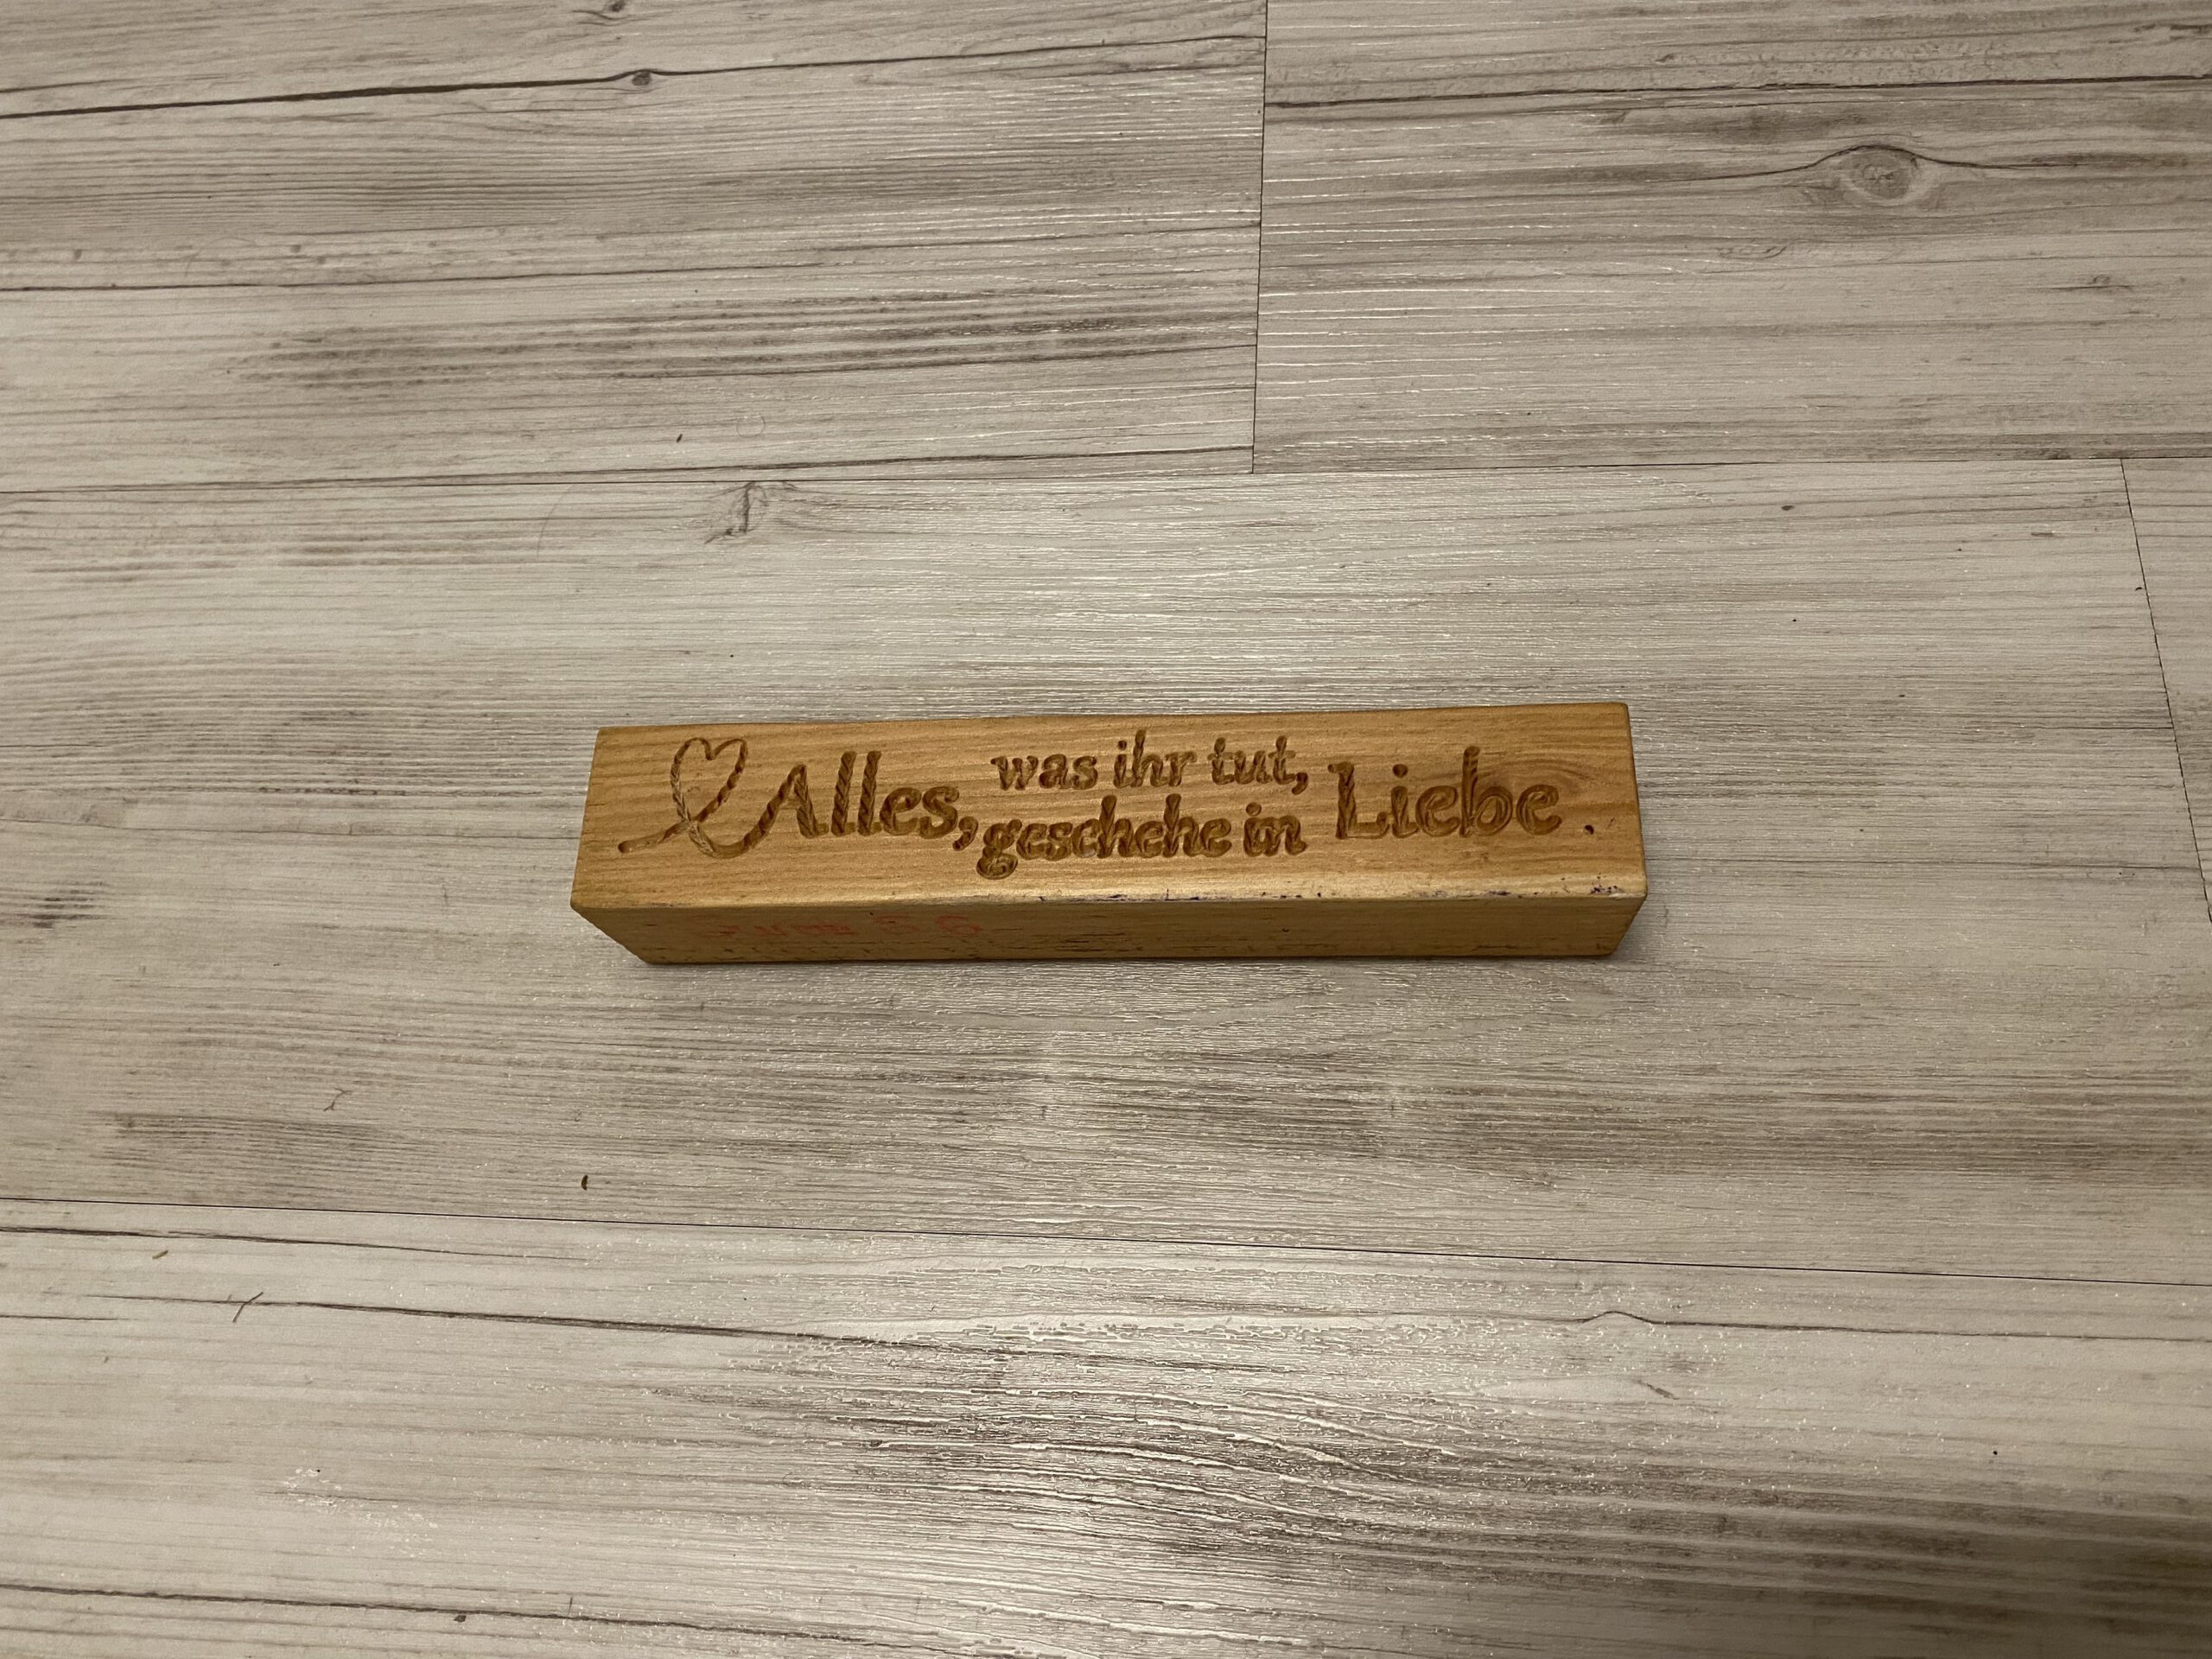 Alles,
was ihr tut,
geschehe in
Liebe.